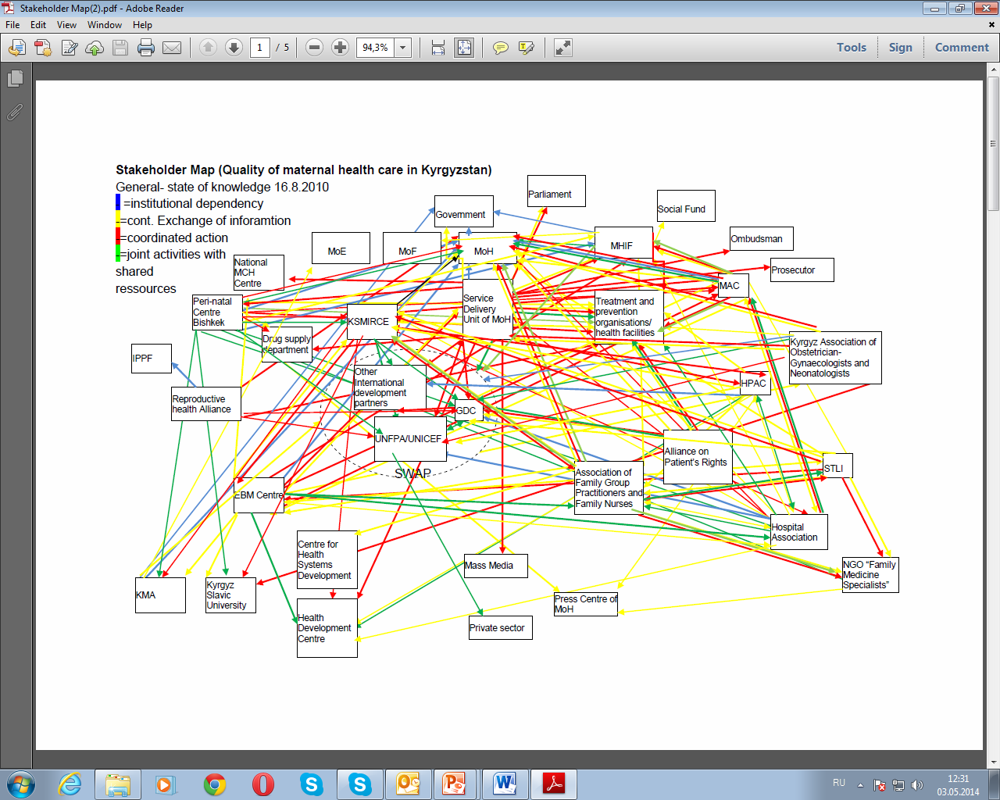 Stakeholder Map(2).pdf - Adobe Reader
File Edit View Window Help
1 / 5 94,3% Tools Sign Comment
Stakeholder Map (Quality of maternal health care in Kyrgyzstan)
General- state of knowledge 16.8.2010
=institutional dependency
=cont. Exchange of inforamtion
=coordinated action
=joint activities with
shared
ressources
Parliament
Government
Social Fund
MoE
MoF
MoH
MHIF
Ombudsman
Prosecutor
National
MCH
Centre
MAC
Peri-natal
Centre
Bishkek
Service
Delivery
Unit of MoH
Treatment and
prevention
organisations/
health facilities
KSMIRCE
Drug supply
department
Kyrgyz Association of
Obstetrician-
Gynaecologists and
Neonatologists
IPPF
Other
International
development
partners
HPAC
Reproductive
health Alliance
GDC
UNFPA/UNICEF
SWAP
Alliance on
Patient's Rights
STLI
Association of
Family Group
Practitioners and
Family Nurses
EBM Centre
Hospital
Association
Centre for
Health
Systems
Development
Mass Media
NGO “Family
Medicine
Specialists”
KMA
Kyrgyz
Slavic
University
Press Centre of
MoH
Health
Development
Centre
Private sector
RU
12:31
03.05.2014